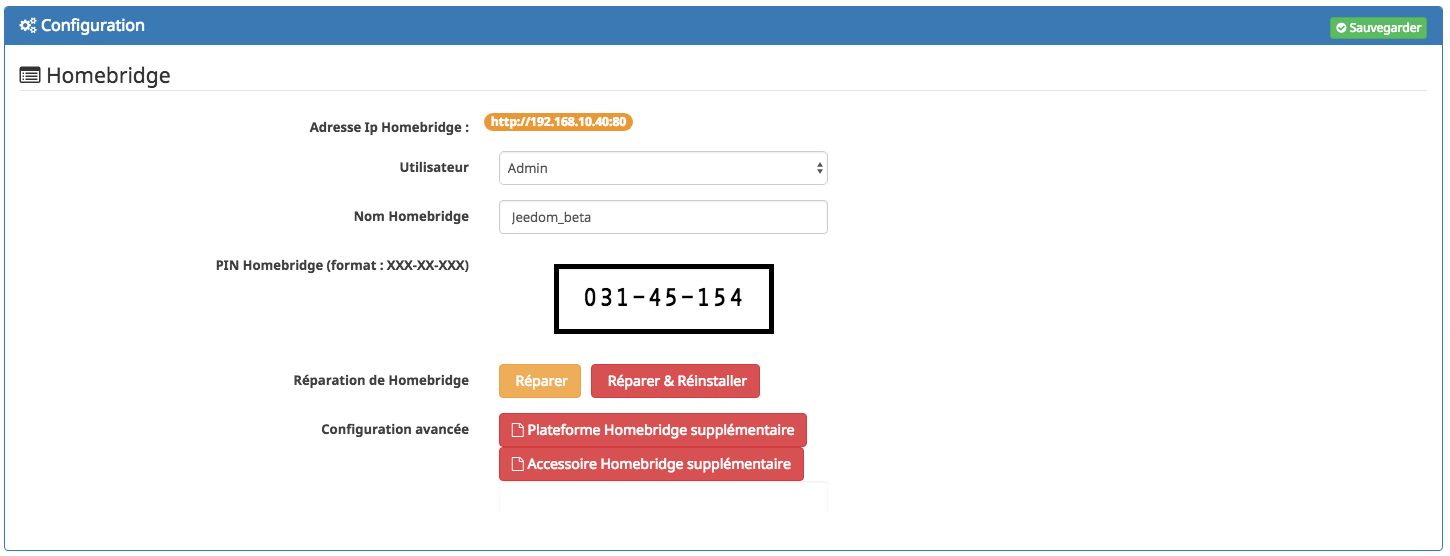 Configuration
Sauvegarder
Homebridge
Adresse Ip Homebridge : http://192.168.10.40:80
Utilisateur Admin
Nom Homebridge Jeedom_beta
PIN Homebridge (format : XXX-XX-XXX)
031-45-154
Réparation de Homebridge Réparer Réparer & Réinstaller
Configuration avancée Plateforme Homebridge supplémentaire
Accessoire Homebridge supplémentaire